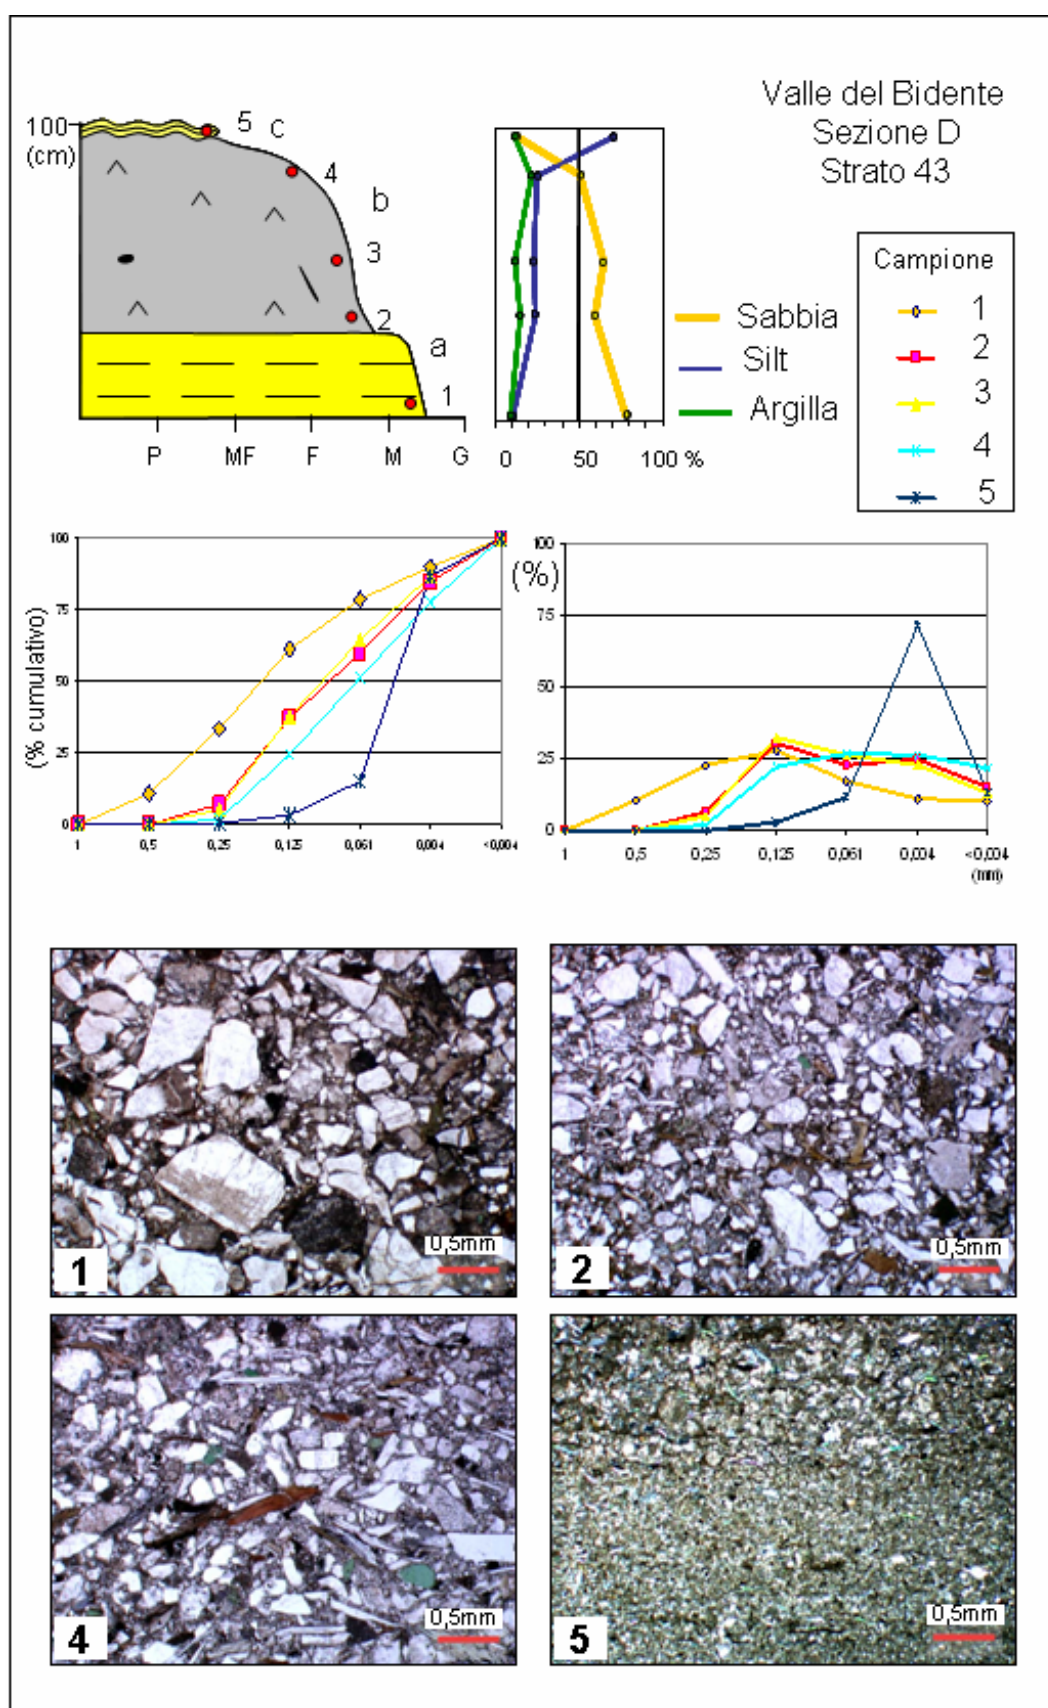 Valle del Bidente
Sezione D
Strato 43
100
(cm)
5
c
4
b
3
2
a
1
P MF F M G
0 50 100 %
Sabbia
Silt
Argilla
Campione
1
2
3
4
5
(% cumulativo)
100
75
50
25
0
1 0,5 0,25 0,125 0,061 0,004 <0,004
(%)
100
75
50
25
0
1 0,5 0,25 0,125 0,061 0,004 <0,004
(mm)
0,5mm
1
0,5mm
2
0,5mm
4
0,5mm
5